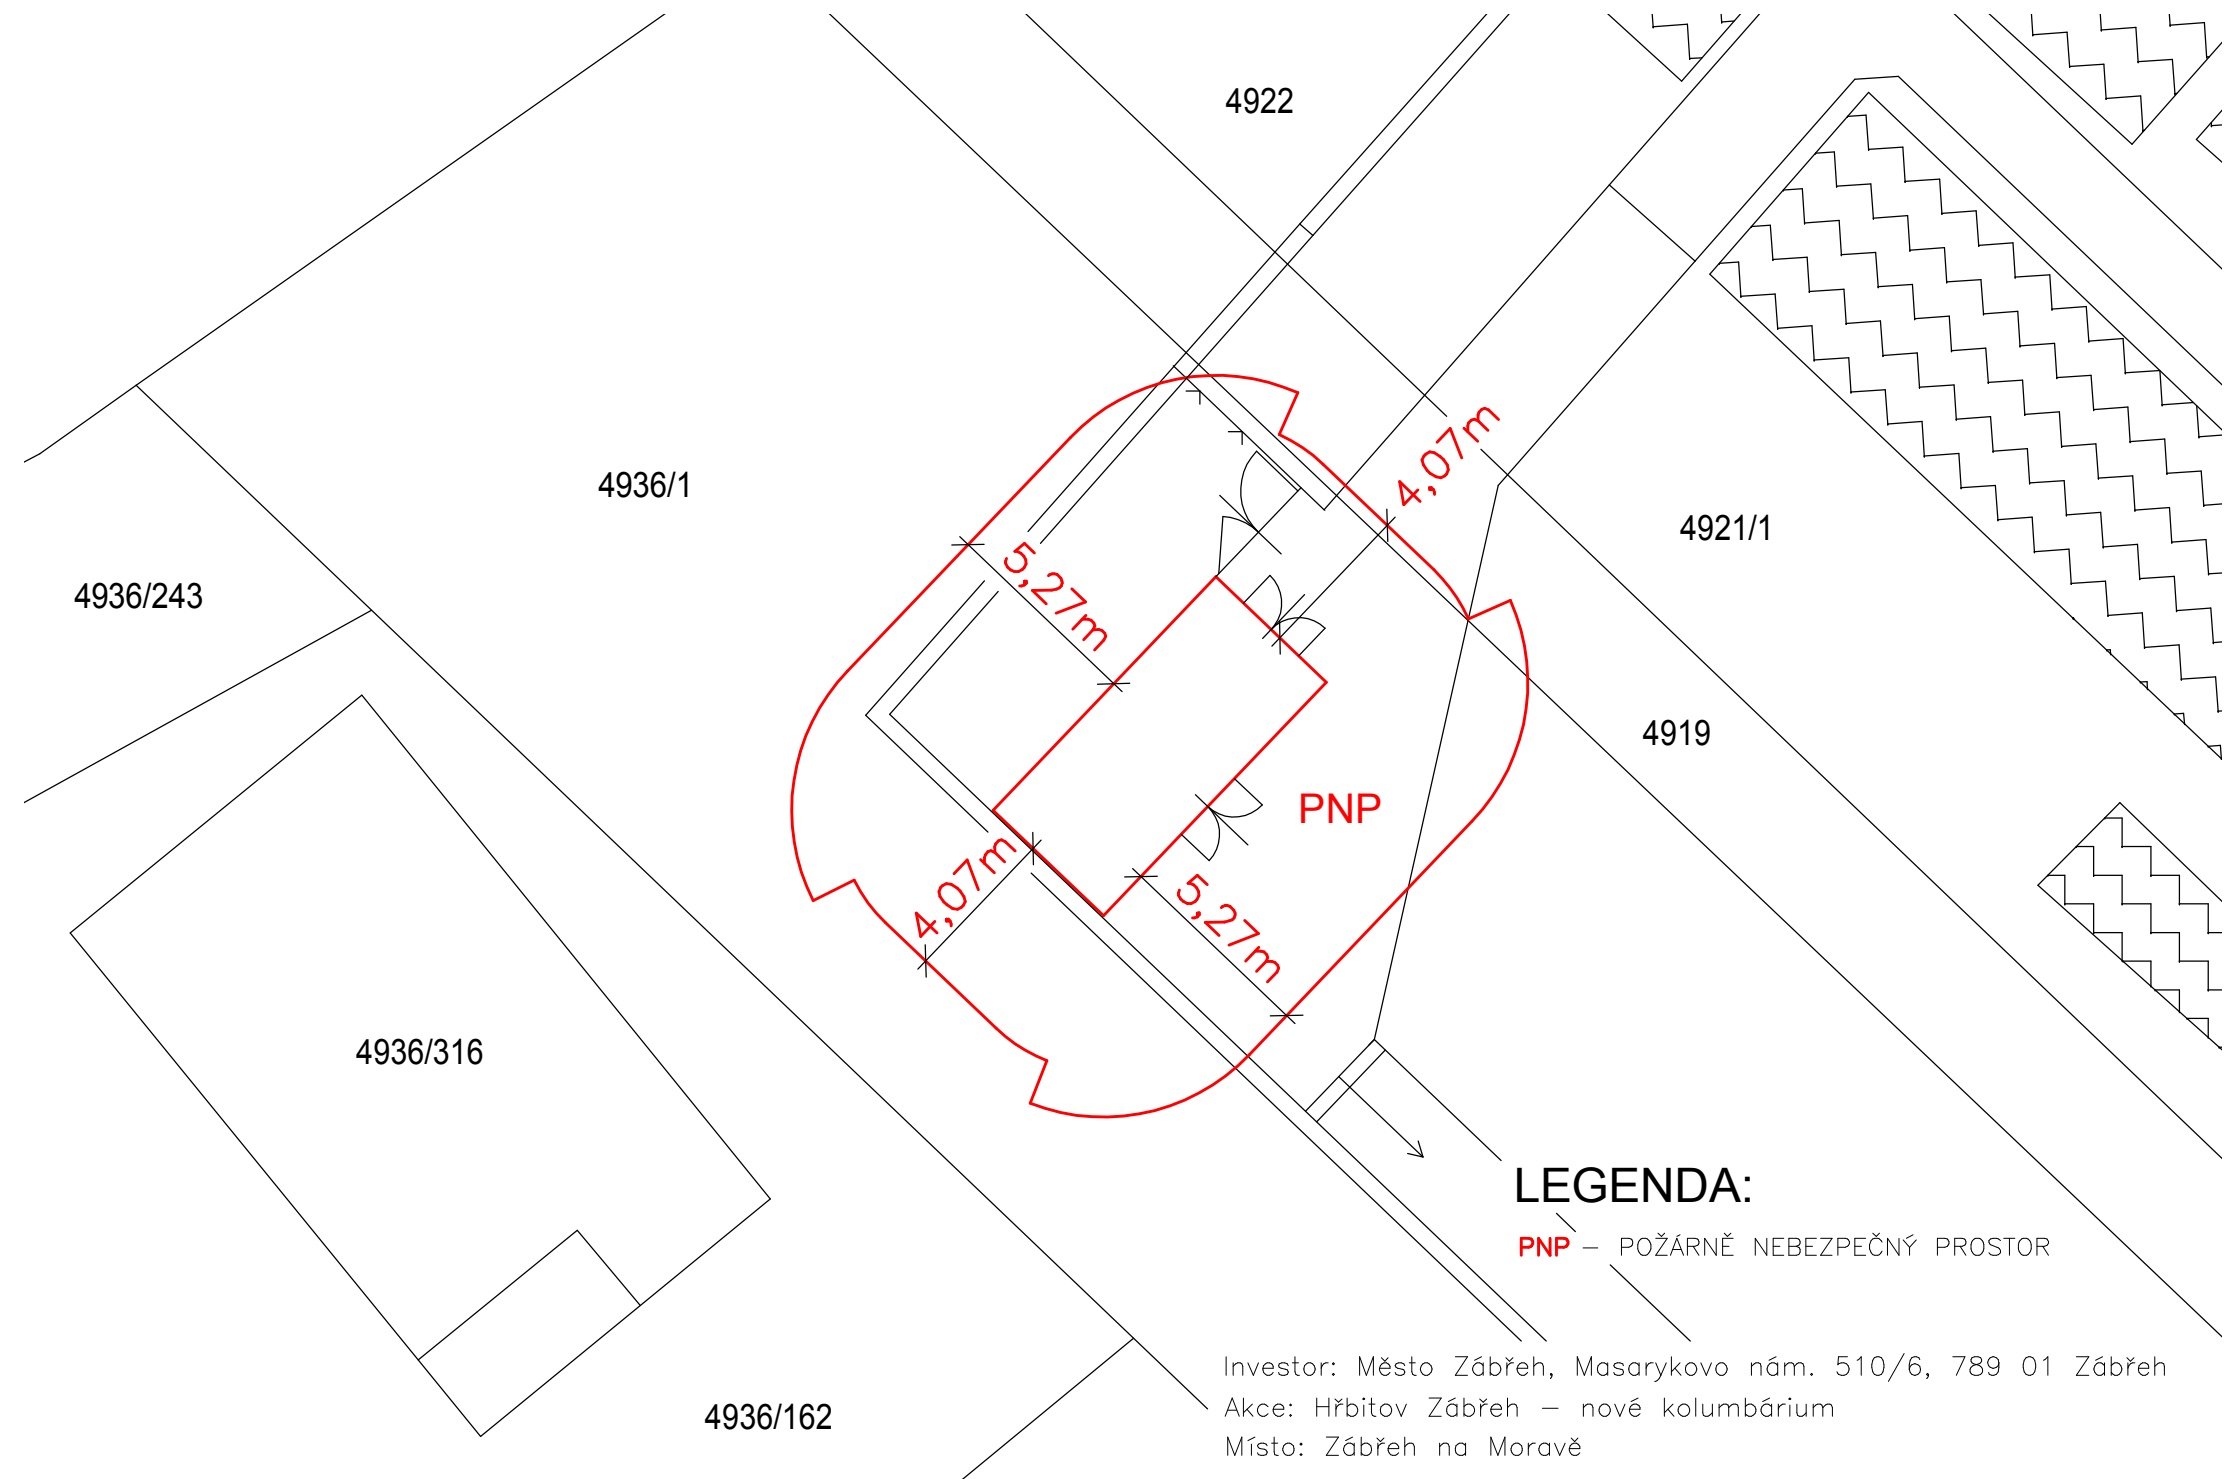 4922
4,07m
4936/1
4921/1
5,27m
4936/243
4919
PNP
4,07m
5,27m
4936/316
LEGENDA:
PNP – POŽÁRNĚ NEBEZPEČNÝ PROSTOR
Investor: Město Zábřeh, Masarykovo nám. 510/6, 789 01 Zábřeh
Akce: Hřbitov Zábřeh – nové kolumbárium
4936/162
Místo: Zábřeh na Moravě